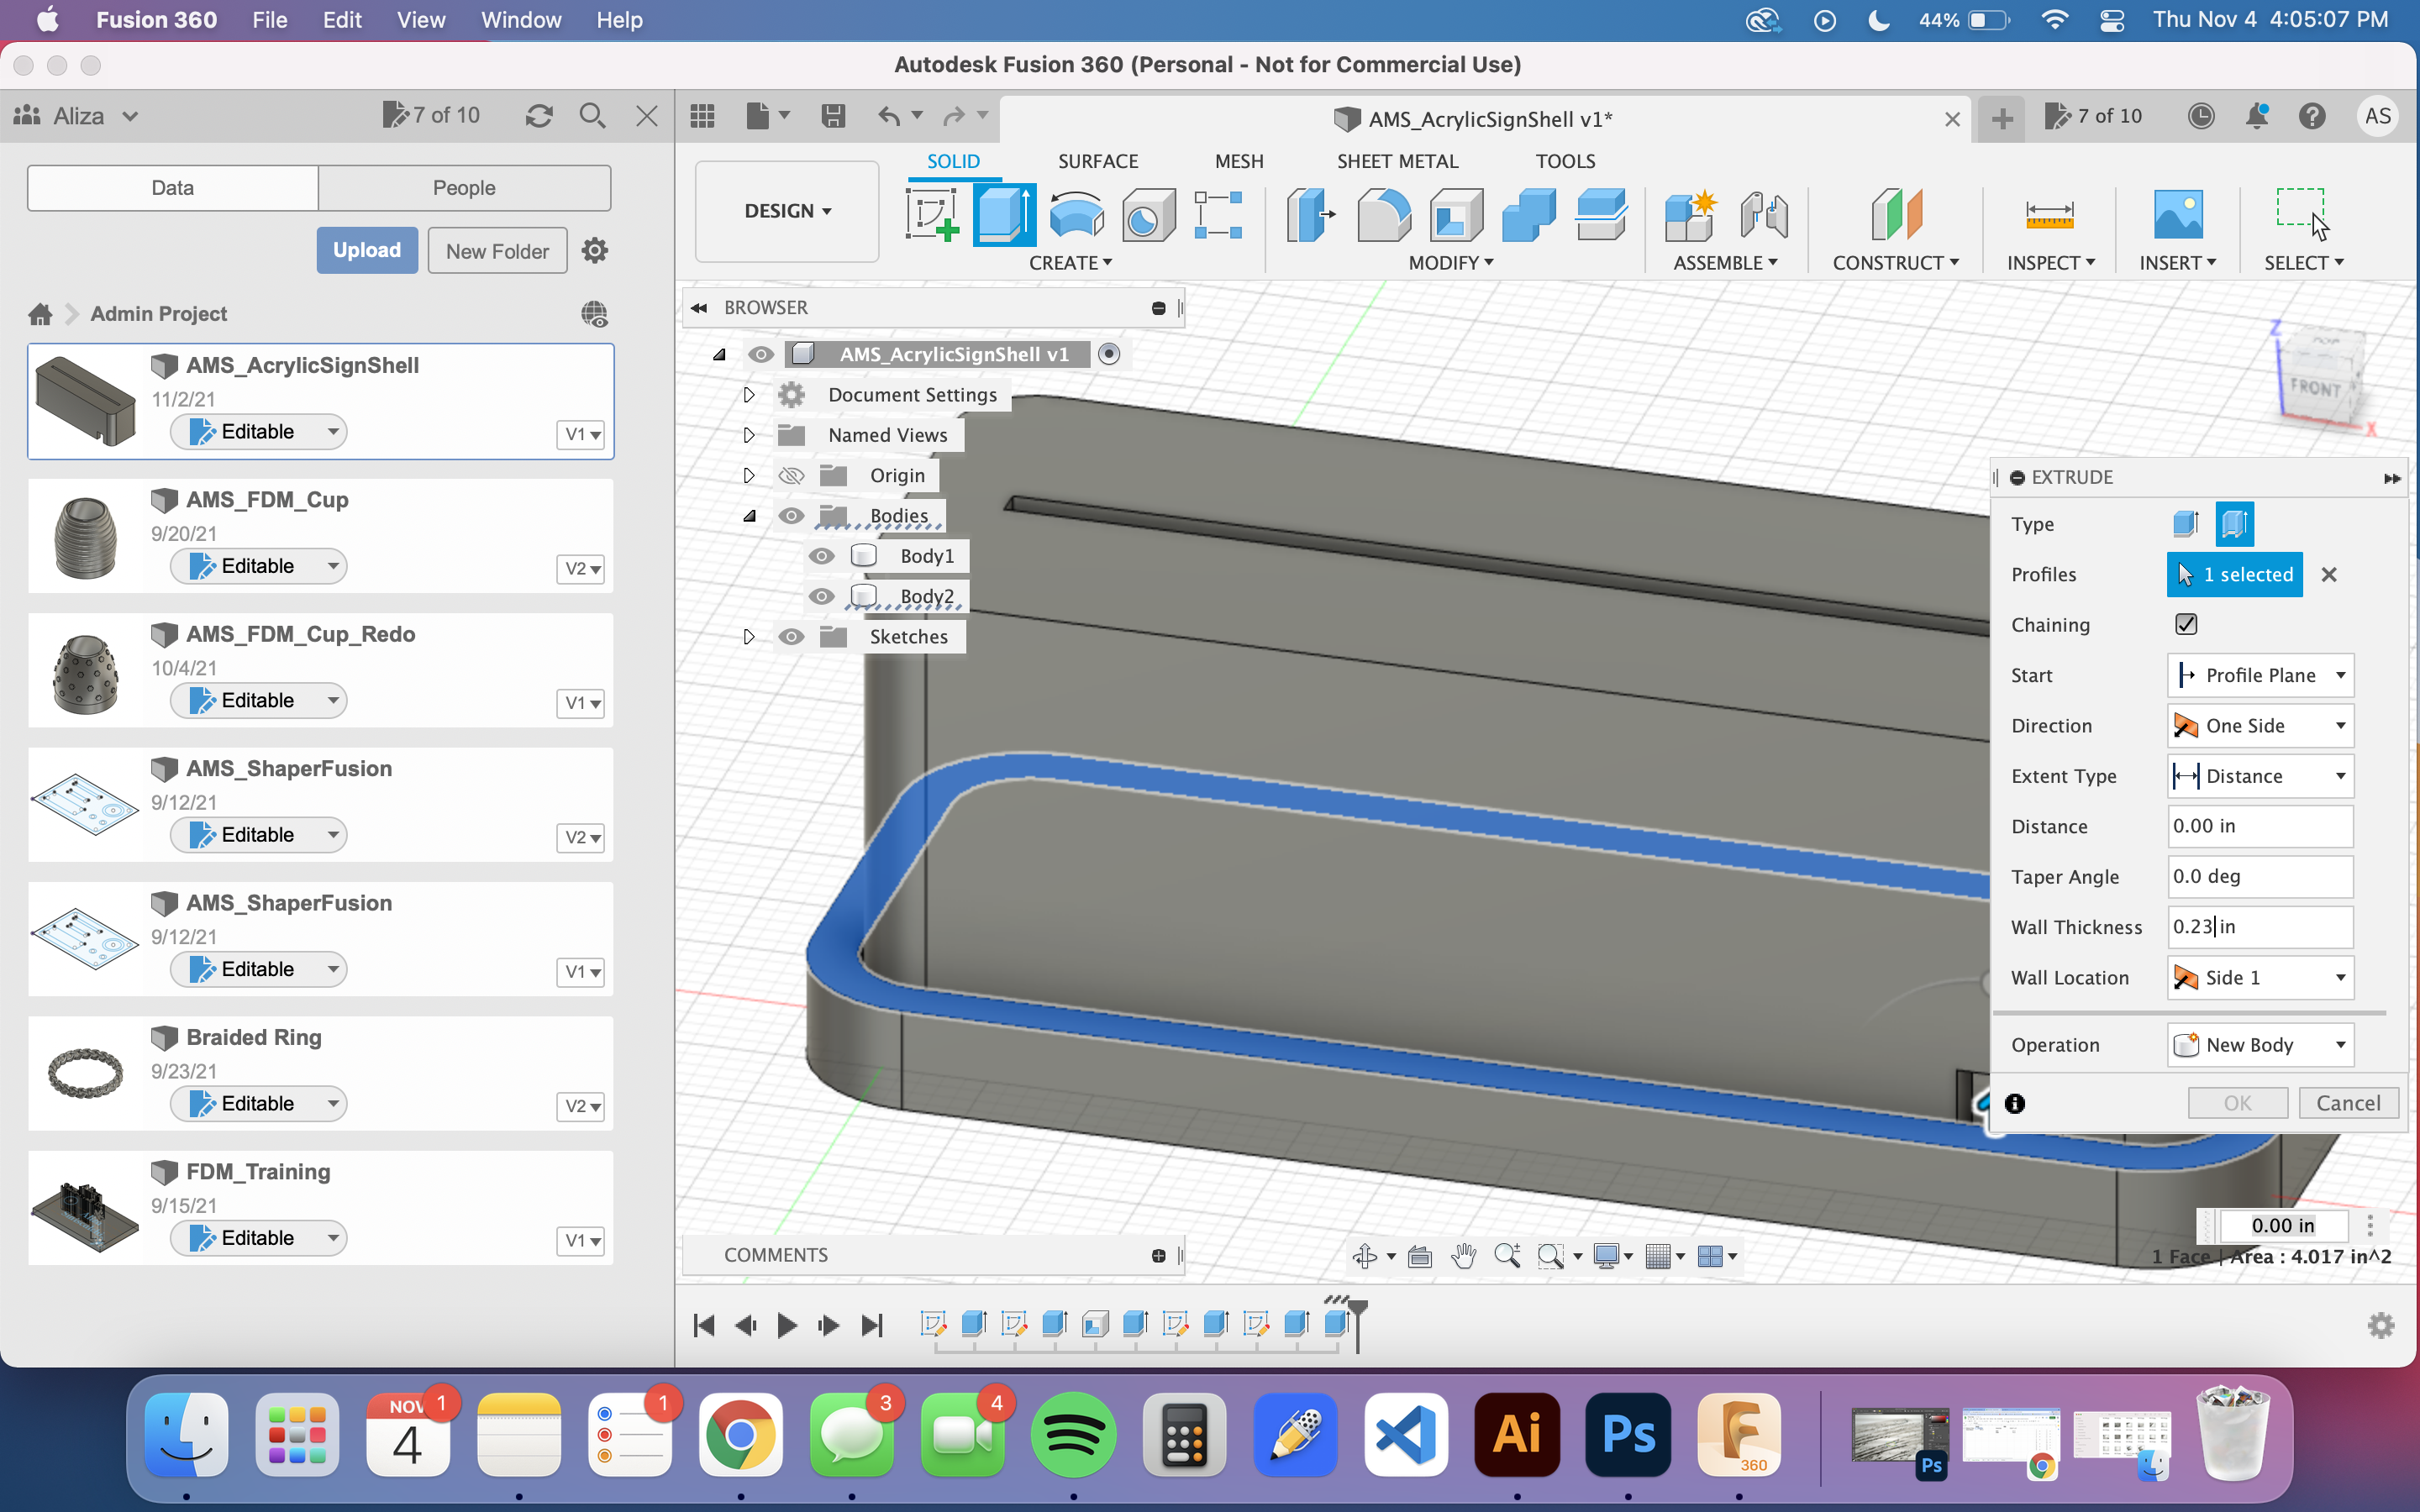 Fusion 360 File Edit View Window Help 44% Thu Nov 4 4:05:07 PM
Autodesk Fusion 360 (Personal - Not for Commercial Use)
Aliza 7 of 10
AMS_AcrylicSignShell v1* 7 of 10 AS
Data People
Upload New Folder
Admin Project
AMS_AcrylicSignShell
11/2/21
Editable V1
AMS_FDM_Cup
9/20/21
Editable V2
AMS_FDM_Cup_Redo
10/4/21
Editable V1
AMS_ShaperFusion
9/12/21
Editable V2
AMS_ShaperFusion
9/12/21
Editable V1
Braided Ring
9/23/21
Editable V2
FDM_Training
9/15/21
Editable V1
SOLID SURFACE MESH SHEET METAL TOOLS
DESIGN
CREATE MODIFY ASSEMBLE CONSTRUCT INSPECT INSERT SELECT
BROWSER
AMS_AcrylicSignShell v1
Document Settings
Named Views
Origin
Bodies
Body1
Body2
Sketches
Z
TOP
FRONT
X
EXTRUDE
Type
Profiles 1 selected
Chaining
Start Profile Plane
Direction One Side
Extent Type Distance
Distance 0.00 in
Taper Angle 0.0 deg
Wall Thickness 0.23 in
Wall Location Side 1
Operation New Body
OK Cancel
0.00 in
1 Face | Area : 4.017 in^2
COMMENTS
NOV 1
4
1
3
4
Ai
Ps
360
Ps